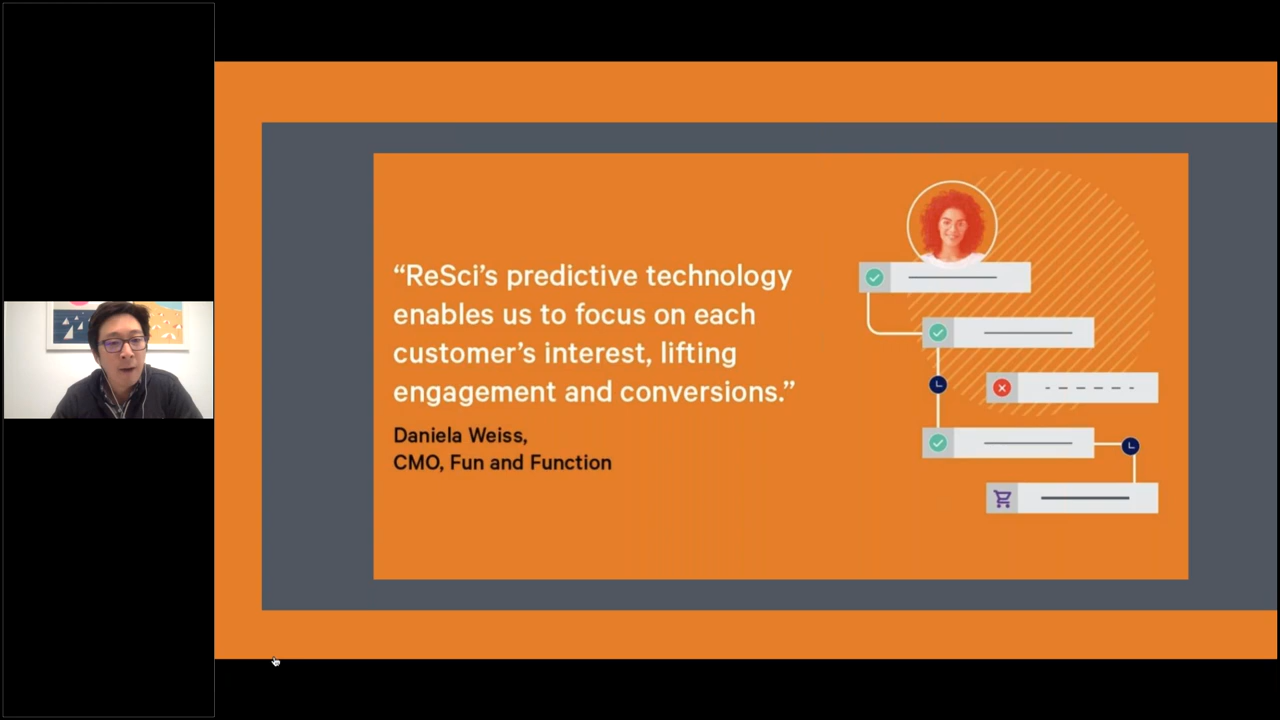 “ReSci’s predictive technology
enables us to focus on each
customer’s interest, lifting
engagement and conversions.”
Daniela Weiss,
CMO, Fun and Function